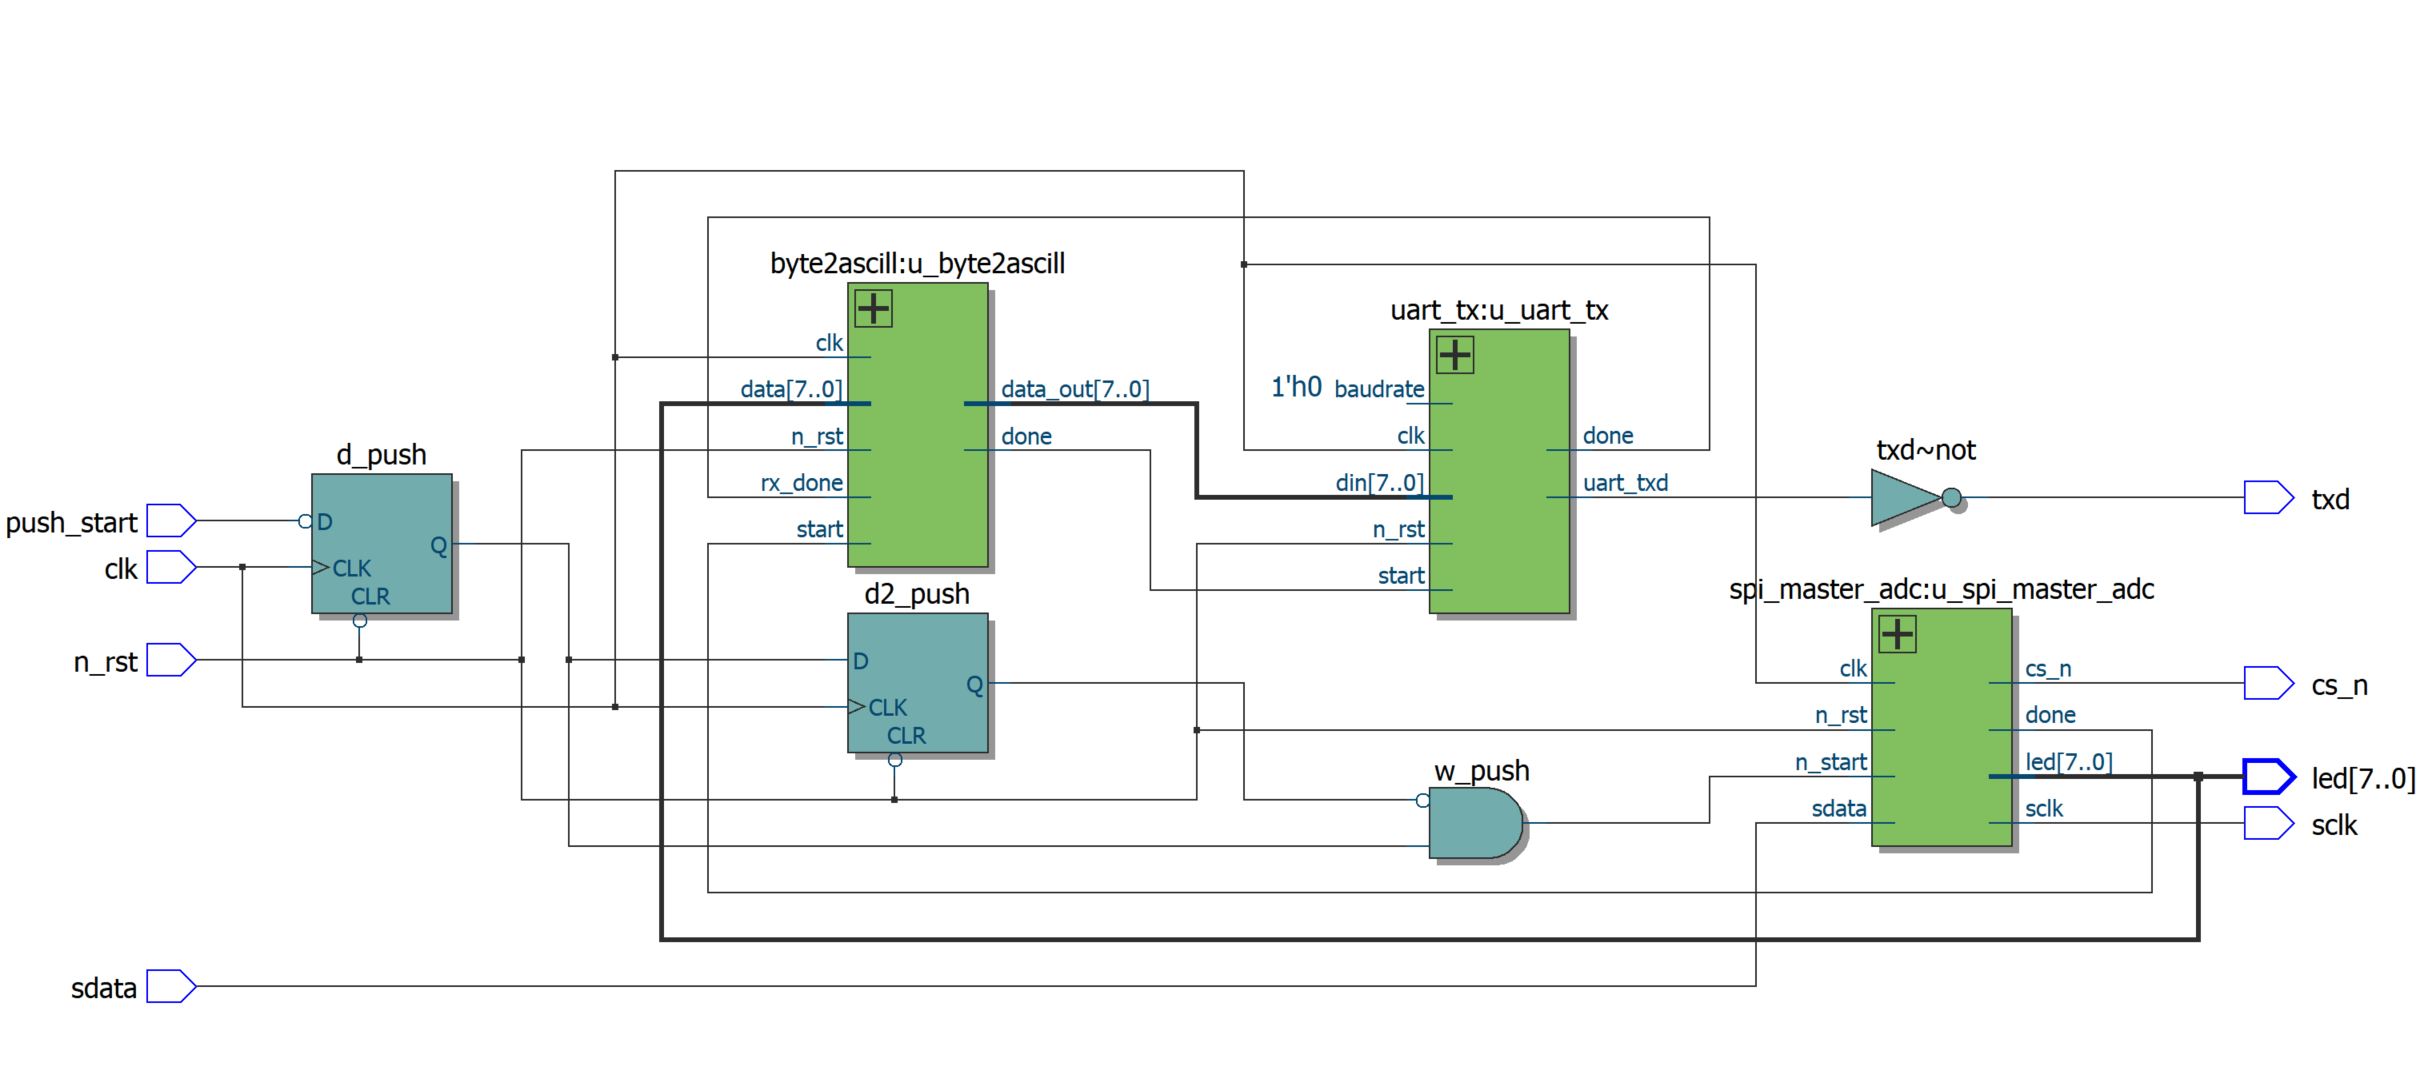 byte2ascill:u_byte2ascill
clk
data[7..0]
n_rst
rx_done
start
data_out[7..0]
done
uart_tx:u_uart_tx
1'h0 baudrate
clk
din[7..0]
n_rst
start
done
uart_txd
txd~not
txd
d_push
push_start
D
Q
clk
CLK
CLR
n_rst
d2_push
D
Q
CLK
CLR
w_push
spi_master_adc:u_spi_master_adc
clk
n_rst
n_start
sdata
cs_n
done
led[7..0]
sclk
cs_n
led[7..0]
sclk
sdata